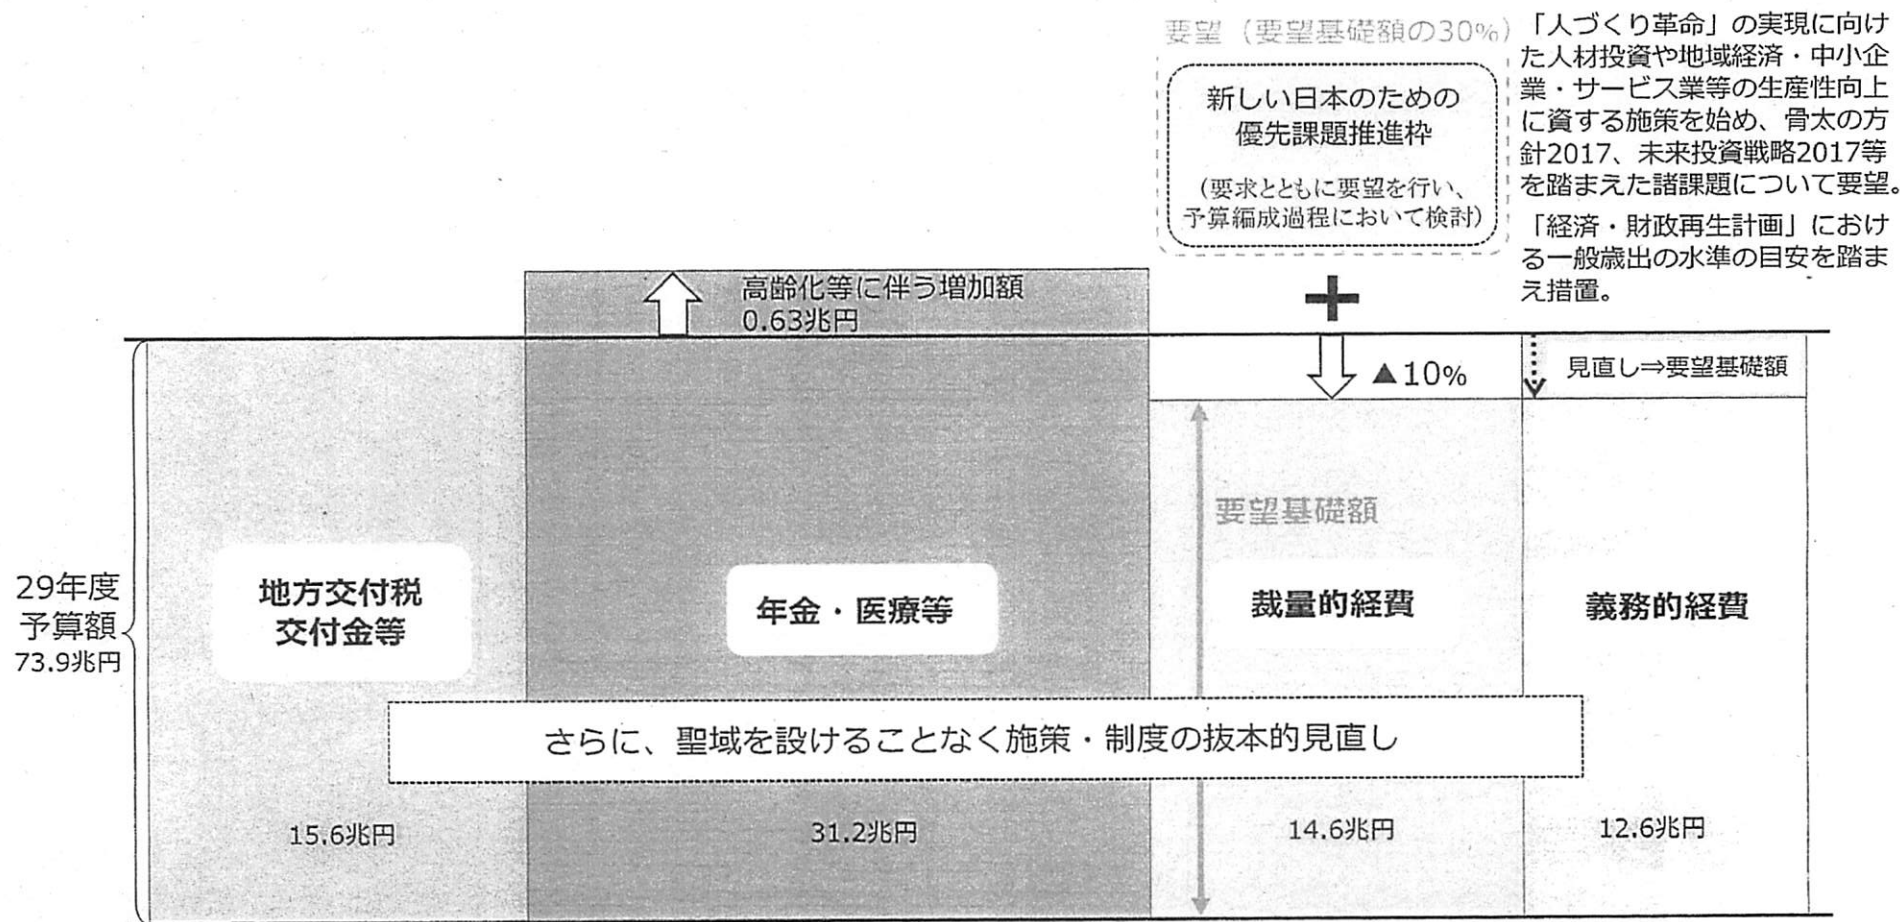 要望（要望基礎額の30%）
新しい日本のための
優先課題推進枠
（要求とともに要望を行い、
予算編成過程において検討）
「人づくり革命」の実現に向け
た人材投資や地域経済・中小企
業・サービス業等の生産性向上
に資する施策を始め、骨太の方
針2017、未来投資戦略2017等
を踏まえた諸課題について要望。
「経済・財政再生計画」におけ
る一般歳出の水準の目安を踏ま
え措置。
高齢化等に伴う増加額
0.63兆円
＋
▲10%
見直し⇒要望基礎額
要望基礎額
29年度
予算額
73.9兆円
地方交付税
交付金等
年金・医療等
裁量的経費
義務的経費
さらに、聖域を設けることなく施策・制度の抜本的見直し
15.6兆円
31.2兆円
14.6兆円
12.6兆円